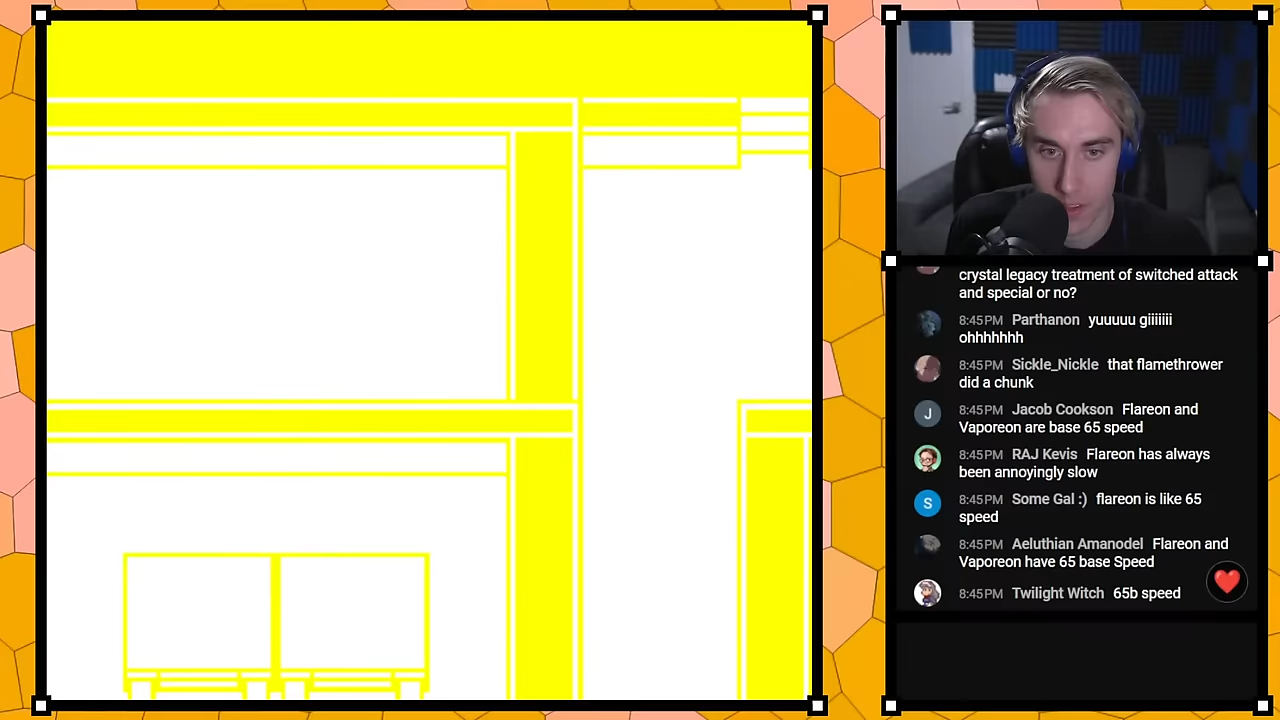 crystal legacy treatment of switched attack
and special or no?
8:45PM Parthanon yuuuuu giiiiiii
ohhhhhhh
8:45PM Sickle_Nickle that flamethrower
did a chunk
J 8:45PM Jacob Cookson Flareon and
Vaporeon are base 65 speed
8:45PM RAJ Kevis Flareon has always
been annoyingly slow
S 8:45PM Some Gal :) flareon is like 65
speed
8:45PM Aeluthian Amanodel Flareon and
Vaporeon have 65 base Speed
8:45PM Twilight Witch 65b speed